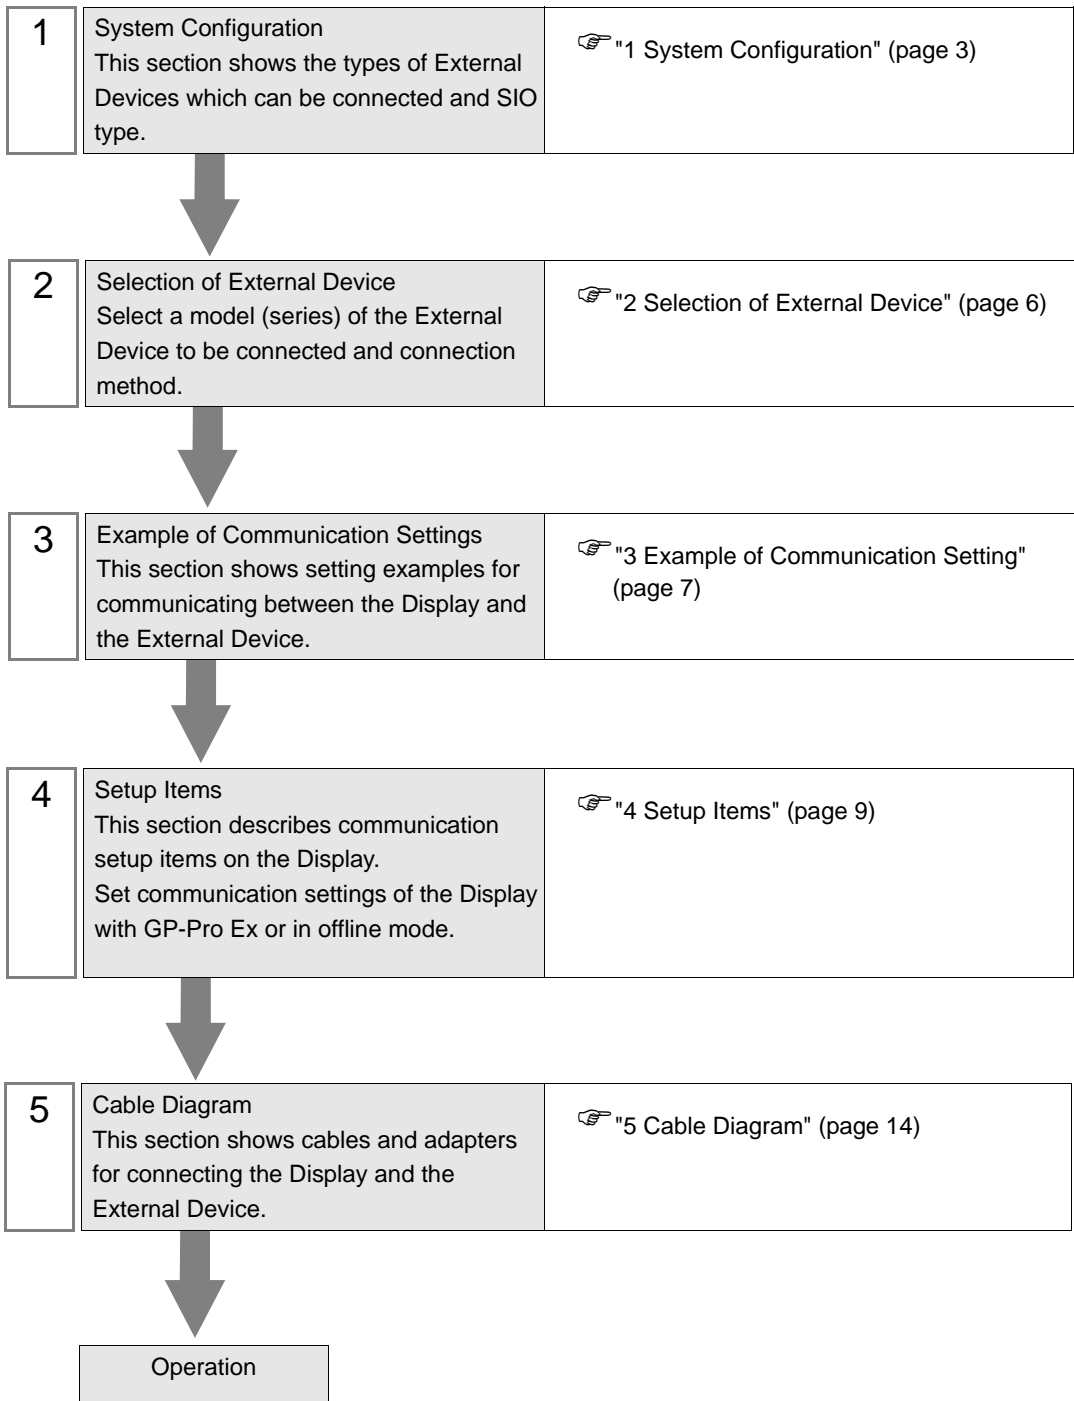 1
System Configuration
This section shows the types of External
Devices which can be connected and SIO
type.
"1 System Configuration" (page 3)
2
Selection of External Device
Select a model (series) of the External
Device to be connected and connection
method.
"2 Selection of External Device" (page 6)
3
Example of Communication Settings
This section shows setting examples for
communicating between the Display and
the External Device.
"3 Example of Communication Setting"
(page 7)
4
Setup Items
This section describes communication
setup items on the Display.
Set communication settings of the Display
with GP-Pro Ex or in offline mode.
"4 Setup Items" (page 9)
5
Cable Diagram
This section shows cables and adapters
for connecting the Display and the
External Device.
"5 Cable Diagram" (page 14)
Operation